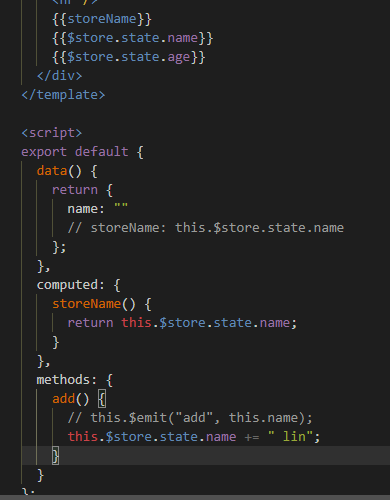 {{storeName}}
{{$store.state.name}}
{{$store.state.age}}
</div>
</template>
<script>
export default {
data() {
return {
name: ""
// storeName: this.$store.state.name
};
},
computed: {
storeName() {
return this.$store.state.name;
}
},
methods: {
add() {
// this.$emit("add", this.name);
this.$store.state.name += " lin";
}
}
};